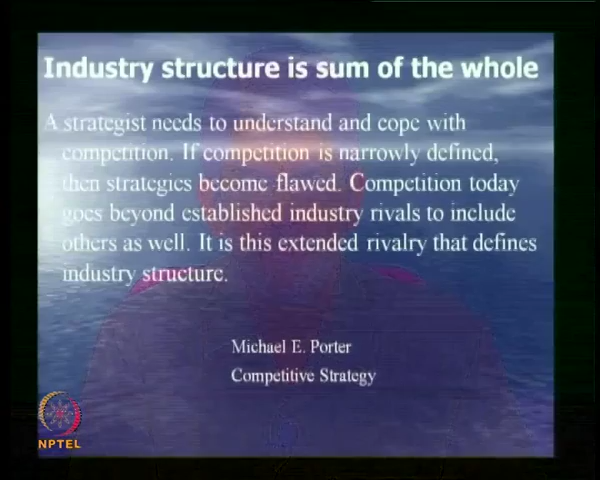 Industry structure is sum of the whole
A strategist needs to understand and cope with
competition. If competition is narrowly defined,
then strategies become flawed. Competition today
goes beyond established industry rivals to include
others as well. It is this extended rivalry that defines
industry structure.
Michael E. Porter
Competitive Strategy
NPTEL